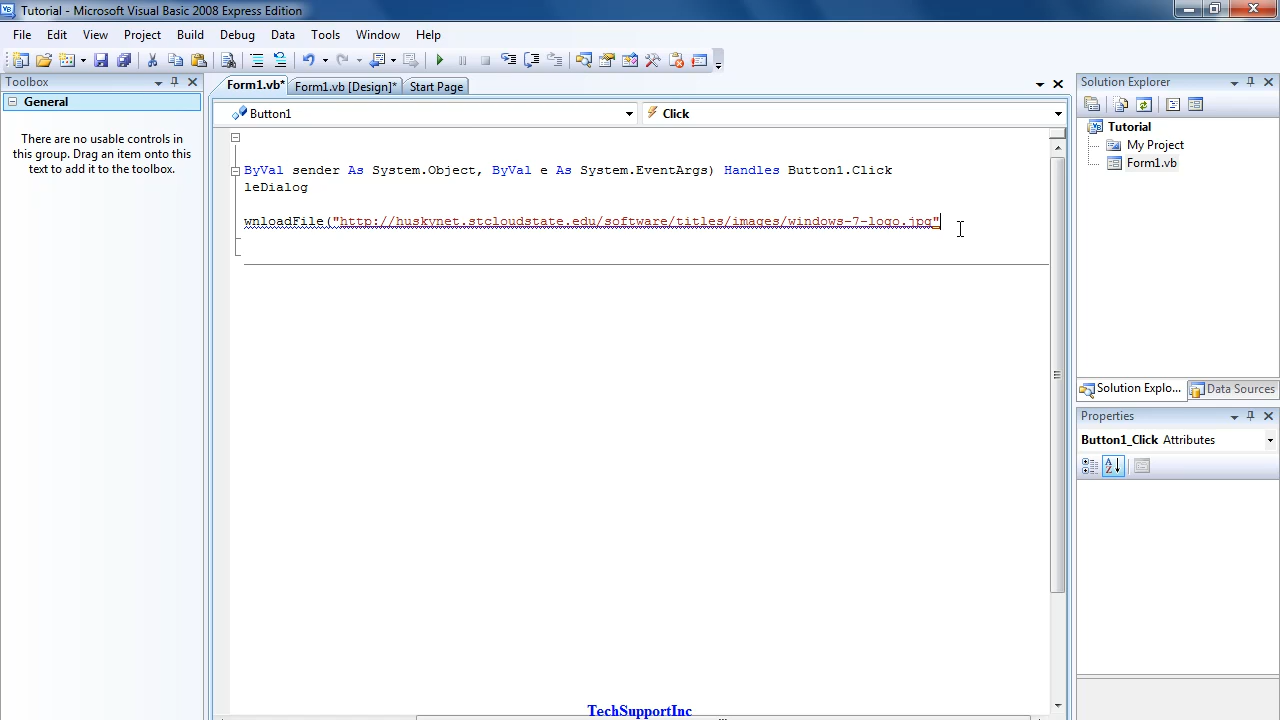 Tutorial - Microsoft Visual Basic 2008 Express Edition
File Edit View Project Build Debug Data Tools Window Help
Toolbox
General
There are no usable controls in
this group. Drag an item onto this
text to add it to the toolbox.
Form1.vb* Form1.vb [Design]* Start Page
Button1 Click
ByVal sender As System.Object, ByVal e As System.EventArgs) Handles Button1.Click
leDialog
wnloadFile("http://huskynet.stcloudstate.edu/software/titles/images/windows-7-logo.jpg"
Solution Explorer
Tutorial
My Project
Form1.vb
Solution Explo... Data Sources
Properties
Button1_Click Attributes
TechSupportInc